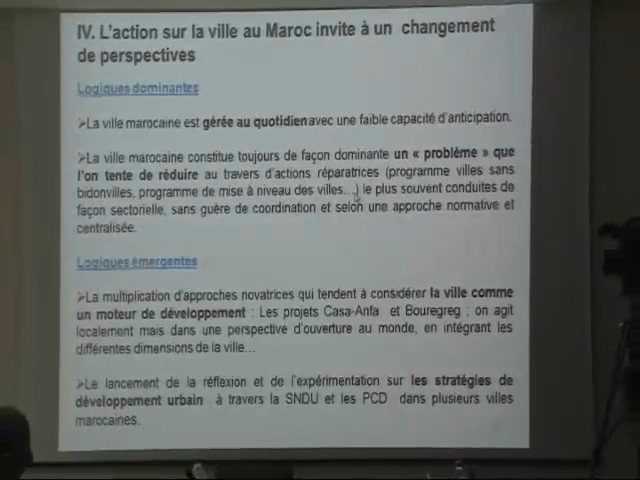 IV. L'action sur la ville au Maroc invite à un changement
de perspectives
Logiques dominantes
➢La ville marocaine est gérée au quotidien avec une faible capacité d'anticipation.
➢La ville marocaine constitue toujours de façon dominante un « problème » que
l'on tente de réduire au travers d'actions réparatrices (programme villes sans
bidonvilles, programme de mise à niveau des villes…) le plus souvent conduites de
façon sectorielle, sans guère de coordination et selon une approche normative et
centralisée.
Logiques émergentes
➢La multiplication d'approches novatrices qui tendent à considérer la ville comme
un moteur de développement : Les projets Casa-Anfa et Bouregreg : on agit
localement mais dans une perspective d'ouverture au monde, en intégrant les
différentes dimensions de la ville…
➢Le lancement de la réflexion et de l'expérimentation sur les stratégies de
développement urbain à travers la SNDU et les PCD dans plusieurs villes
marocaines.